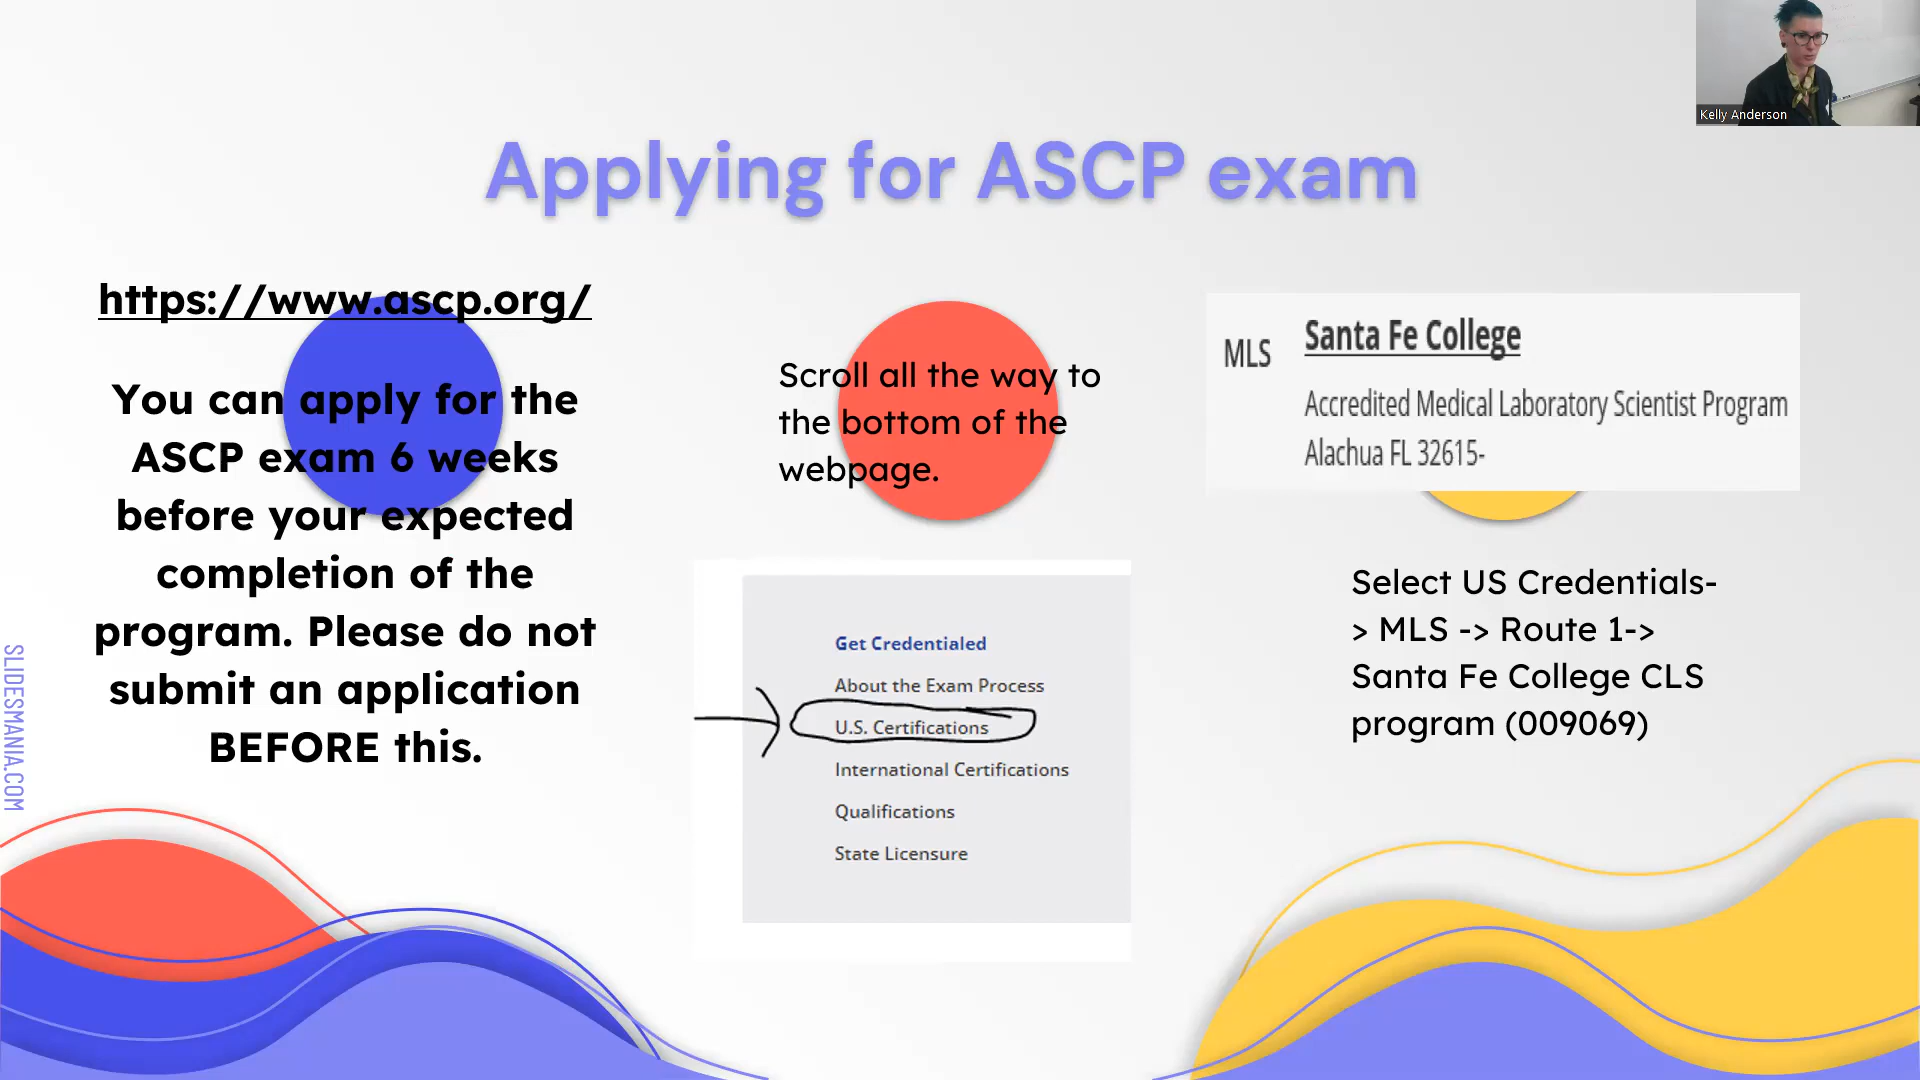 Kelly Anderson
Applying for ASCP exam
https://www.ascp.org/
You can apply for the
ASCP exam 6 weeks
before your expected
completion of the
program. Please do not
submit an application
BEFORE this.
Scroll all the way to
the bottom of the
webpage.
Get Credentialed
About the Exam Process
U.S. Certifications
International Certifications
Qualifications
State Licensure
MLS
Santa Fe College
Accredited Medical Laboratory Scientist Program
Alachua FL 32615-
Select US Credentials-
> MLS -> Route 1->
Santa Fe College CLS
program (009069)
SLIDESMANIA.COM